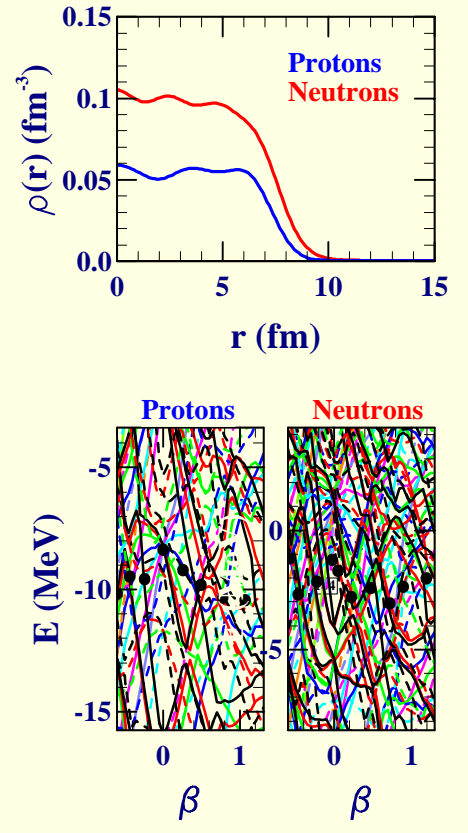 0.15
Protons
Neutrons
0.1
0.05
0.0
ρ(r) (fm-3)
0 5 10 15
r (fm)
Protons Neutrons
-5
-10
-15
E (MeV)
0
-5
0 1 0 1
β β